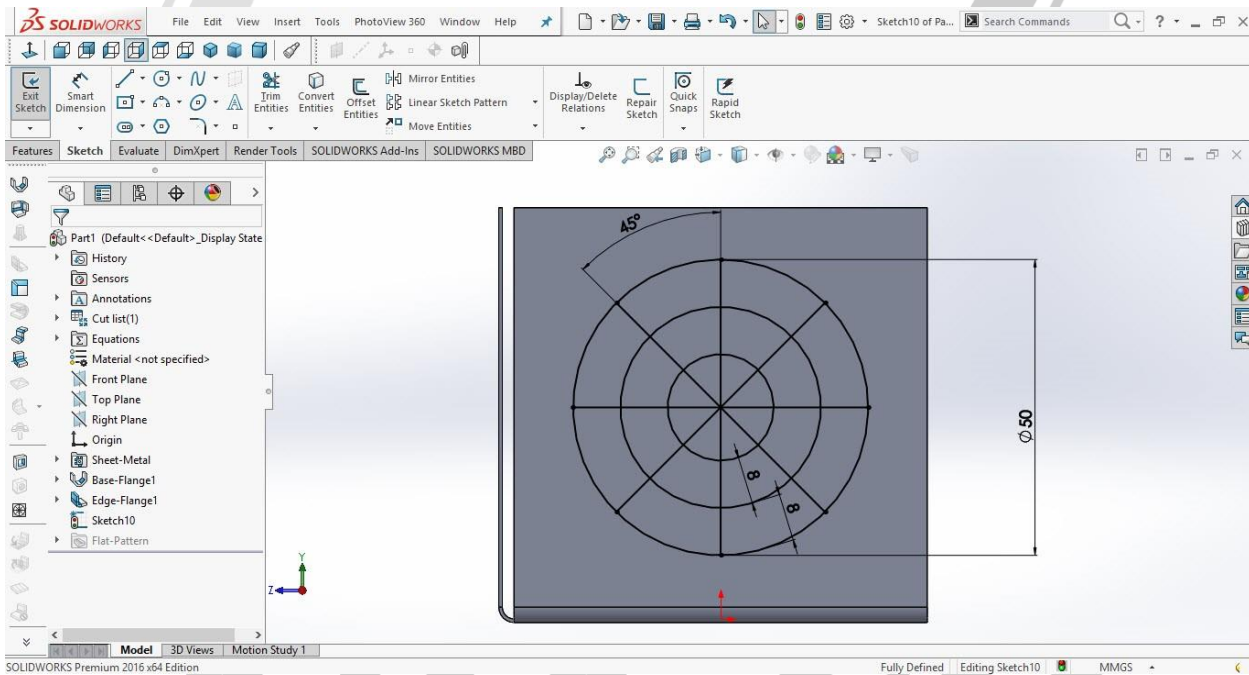 SOLIDWORKS File Edit View Insert Tools PhotoView 360 Window Help Sketch10 of Pa... Search Commands ?
Exit Sketch
Smart Dimension
Trim Entities
Convert Entities
Offset Entities
Mirror Entities
Linear Sketch Pattern
Move Entities
Display/Delete Relations
Repair Sketch
Quick Snaps
Rapid Sketch
Features Sketch Evaluate DimXpert Render Tools SOLIDWORKS Add-Ins SOLIDWORKS MBD
Part1 (Default<<Default>_Display State
History
Sensors
Annotations
Cut list(1)
Equations
Material <not specified>
Front Plane
Top Plane
Right Plane
Origin
Sheet-Metal
Base-Flange1
Edge-Flange1
Sketch10
Flat-Pattern
45°
8
8
Ø50
Y
Z
Model 3D Views Motion Study 1
SOLIDWORKS Premium 2016 x64 Edition Fully Defined Editing Sketch10 MMGS